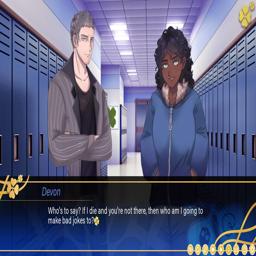 Devon
Who's to say? If I die and you're not there, then who am I going to
make bad jokes to?